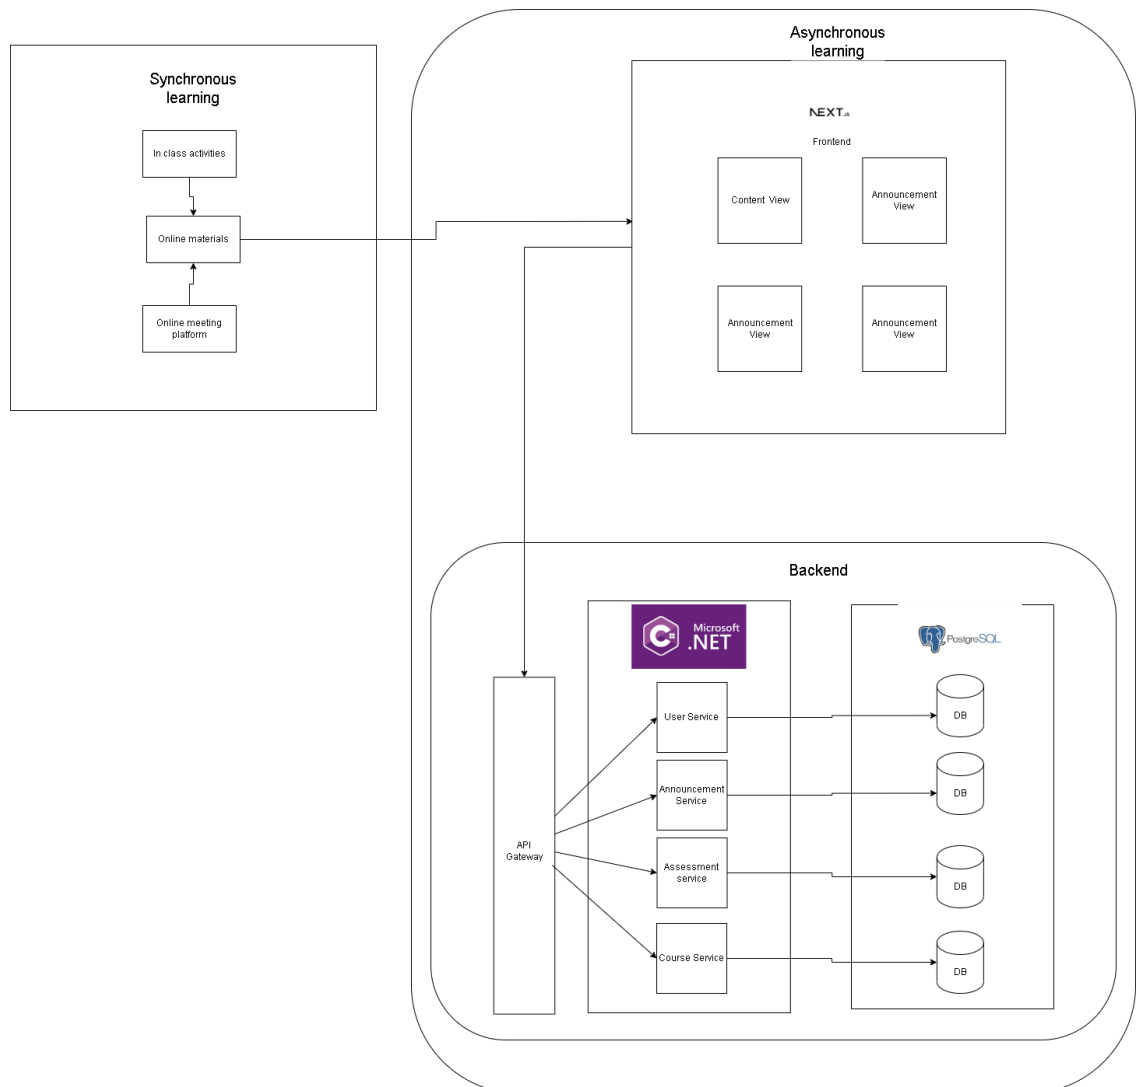 Asynchronous
learning
Synchronous
learning
NEXT.JS
Frontend
In class activities
Content View
Announcement
View
Online materials
Online meeting
platform
Announcement
View
Announcement
View
Backend
Microsoft
.NET
C#
PostgreSQL
User Service
DB
Announcement
Service
DB
API
Gateway
Assessment
service
DB
Course Service
DB